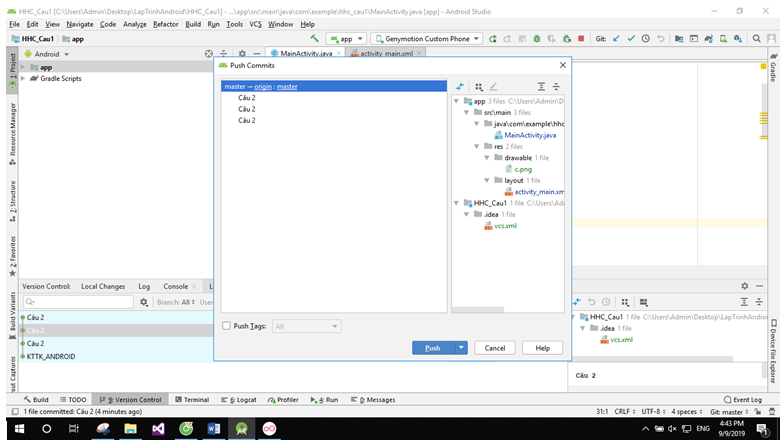 HHC_Cau1 [C:\Users\Admin\Desktop\LapTrinhAndroid\HHC_Cau1] - ...\app\src\main\java\com\example\hhc_cau1\MainActivity.java [app] - Android Studio
File Edit View Navigate Code Analyze Refactor Build Run Tools VCS Window Help
HHC_Cau1 app
app Genymotion Custom Phone Git:
Android MainActivity.java activity_main.xml
1: Project
Resource Manager
Z: Structure
2: Favorites
Build Variants
Gradle
Device File Explorer
app
Gradle Scripts
Push Commits
master → origin : master
Câu 2
Câu 2
Câu 2
app 3 files C:\Users\Admin\D
src\main 3 files
java\com\example\hhc
MainActivity.java
res 2 files
drawable 1 file
c.png
layout 1 file
activity_main.xm
HHC_Cau1 1 file C:\Users\Ad
.idea 1 file
vcs.xml
Push Tags: All
Push Cancel Help
Version Control: Local Changes Log Console
Branch: All User
Câu 2
Câu 2
Câu 2
KTTK_ANDROID
HHC_Cau1 1 file C:\Users\Admin\Desktop\LapTrinhAndroi
.idea 1 file
vcs.xml
Câu 2
Build TODO 9: Version Control Terminal 6: Logcat Profiler 4: Run 0: Messages Event Log
1 file committed: Câu 2 (4 minutes ago) 31:1 CRLF UTF-8 4 spaces Git: master
ENG 4:43 PM
9/9/2019